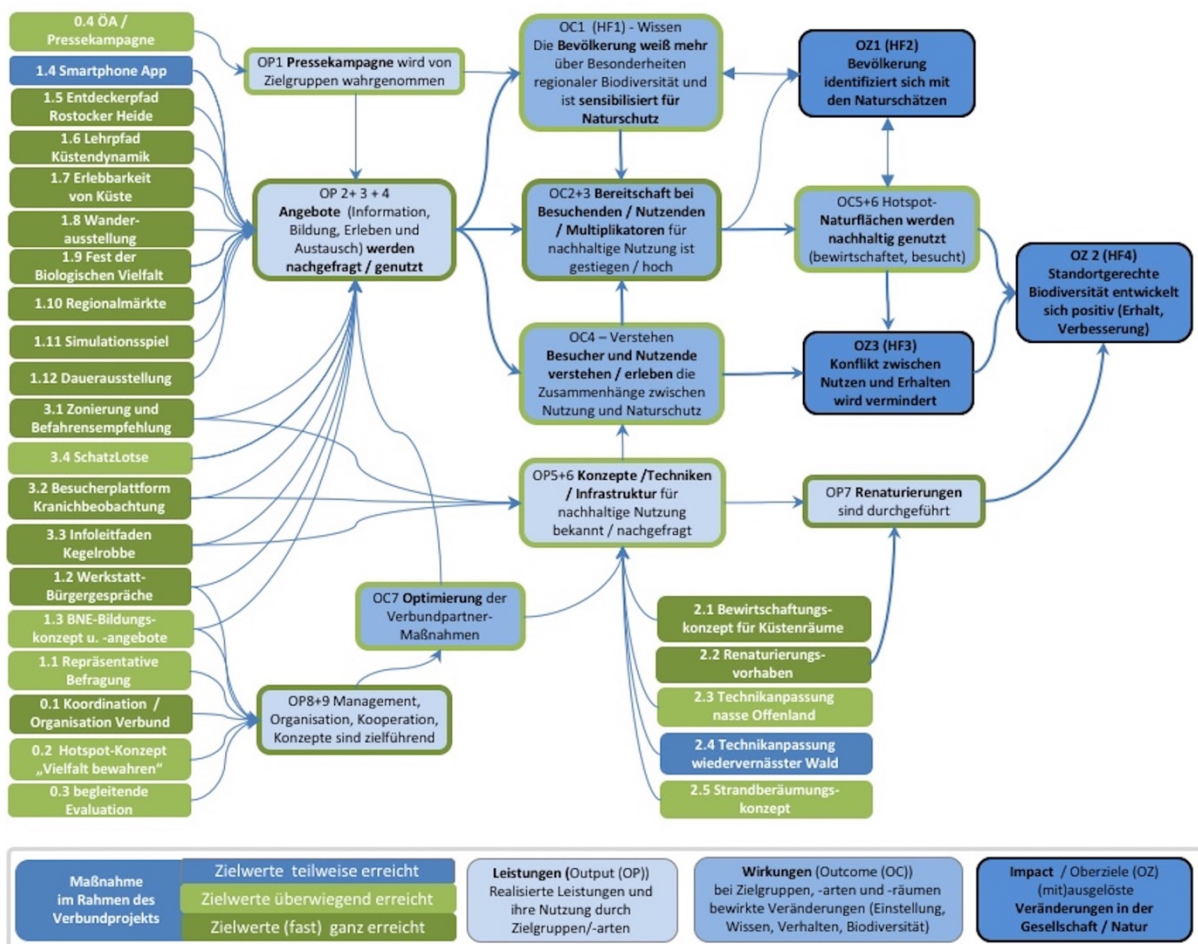 0.4 ÖA /
Pressekampagne
1.4 Smartphone App
1.5 Entdeckerpfad
Rostocker Heide
1.6 Lehrpfad
Küstendynamik
1.7 Erlebbarkeit
von Küste
1.8 Wander-
ausstellung
1.9 Fest der
Biologischen Vielfalt
1.10 Regionalmärkte
1.11 Simulationsspiel
1.12 Dauerausstellung
3.1 Zonierung und
Befahrensempfehlung
3.4 SchatzLotse
3.2 Besucherplattform
Kranichbeobachtung
3.3 Infoleitfaden
Kegelrobbe
1.2 Werkstatt-
Bürgergespräche
1.3 BNE-Bildungs-
konzept u. -angebote
1.1 Repräsentative
Befragung
0.1 Koordination /
Organisation Verbund
0.2 Hotspot-Konzept
„Vielfalt bewahren“
0.3 begleitende
Evaluation
OP1 Pressekampagne wird von
Zielgruppen wahrgenommen
OP 2+ 3 + 4
Angebote (Information,
Bildung, Erleben und
Austausch) werden
nachgefragt / genutzt
OC7 Optimierung der
Verbundpartner-
Maßnahmen
OP8+9 Management,
Organisation, Kooperation,
Konzepte sind zielführend
OC1 (HF1) - Wissen
Die Bevölkerung weiß mehr
über Besonderheiten
regionaler Biodiversität und
ist sensibilisiert für
Naturschutz
OC2+3 Bereitschaft bei
Besuchenden / Nutzenden
/ Multiplikatoren für
nachhaltige Nutzung ist
gestiegen / hoch
OC4 – Verstehen
Besucher und Nutzende
verstehen / erleben die
Zusammenhänge zwischen
Nutzung und Naturschutz
OP5+6 Konzepte /Techniken
/ Infrastruktur für
nachhaltige Nutzung
bekannt / nachgefragt
2.1 Bewirtschaftungs-
konzept für Küstenräume
2.2 Renaturierungs-
vorhaben
2.3 Technikanpassung
nasse Offenland
2.4 Technikanpassung
wiedervernässter Wald
2.5 Strandberäumungs-
konzept
OZ1 (HF2)
Bevölkerung
identifiziert sich mit
den Naturschätzen
OC5+6 Hotspot-
Naturflächen werden
nachhaltig genutzt
(bewirtschaftet, besucht)
OZ3 (HF3)
Konflikt zwischen
Nutzen und Erhalten
wird vermindert
OP7 Renaturierungen
sind durchgeführt
OZ 2 (HF4)
Standortgerechte
Biodiversität entwickelt
sich positiv (Erhalt,
Verbesserung)
Maßnahme
im Rahmen des
Verbundprojekts
Zielwerte teilweise erreicht
Zielwerte überwiegend erreicht
Zielwerte (fast) ganz erreicht
Leistungen (Output (OP))
Realisierte Leistungen und
ihre Nutzung durch
Zielgruppen/-arten
Wirkungen (Outcome (OC))
bei Zielgruppen, -arten und -räumen
bewirkte Veränderungen (Einstellung,
Wissen, Verhalten, Biodiversität)
Impact / Oberziele (OZ)
(mit)ausgelöste
Veränderungen in der
Gesellschaft / Natur